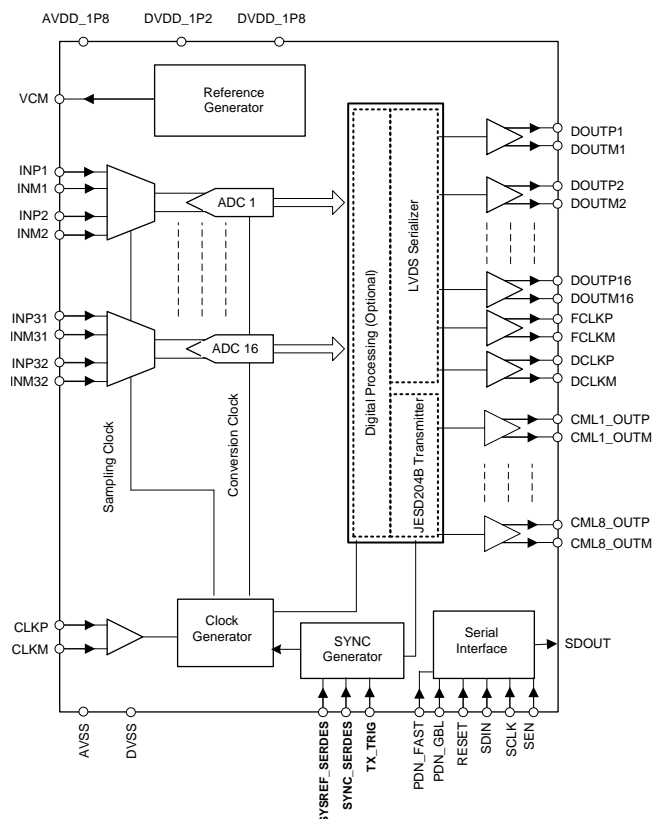 AVDD_1P8
DVDD_1P2
DVDD_1P8
Reference
Generator
VCM
INP1
INM1
INP2
INM2
ADC 1
INP31
INM31
INP32
INM32
ADC 16
Sampling Clock
Conversion Clock
Digital Processing (Optional)
LVDS Serializer
JESD204B Transmitter
DOUTP1
DOUTM1
DOUTP2
DOUTM2
DOUTP16
DOUTM16
FCLKP
FCLKM
DCLKP
DCLKM
CML1_OUTP
CML1_OUTM
CML8_OUTP
CML8_OUTM
CLKP
CLKM
Clock
Generator
SYNC
Generator
Serial
Interface
SDOUT
AVSS
DVSS
SYSREF_SERDES
SYNC_SERDES
TX_TRIG
PDN_FAST
PDN_GBL
RESET
SDIN
SCLK
SEN